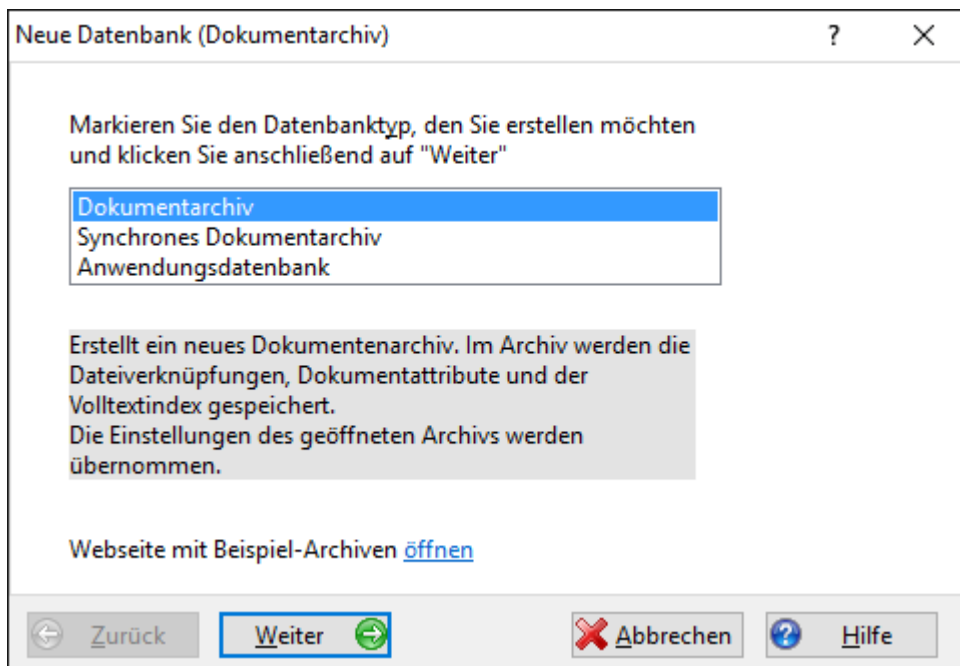 Neue Datenbank (Dokumentarchiv)
Markieren Sie den Datenbanktyp, den Sie erstellen möchten
und klicken Sie anschließend auf "Weiter"
Dokumentarchiv
Synchrones Dokumentarchiv
Anwendungsdatenbank
Erstellt ein neues Dokumentenarchiv. Im Archiv werden die
Dateiverknüpfungen, Dokumentattribute und der
Volltextindex gespeichert.
Die Einstellungen des geöffneten Archivs werden
übernommen.
Webseite mit Beispiel-Archiven öffnen
Zurück Weiter Abbrechen Hilfe